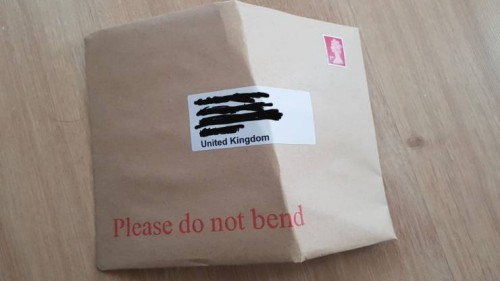 United Kingdom
Please do not bend